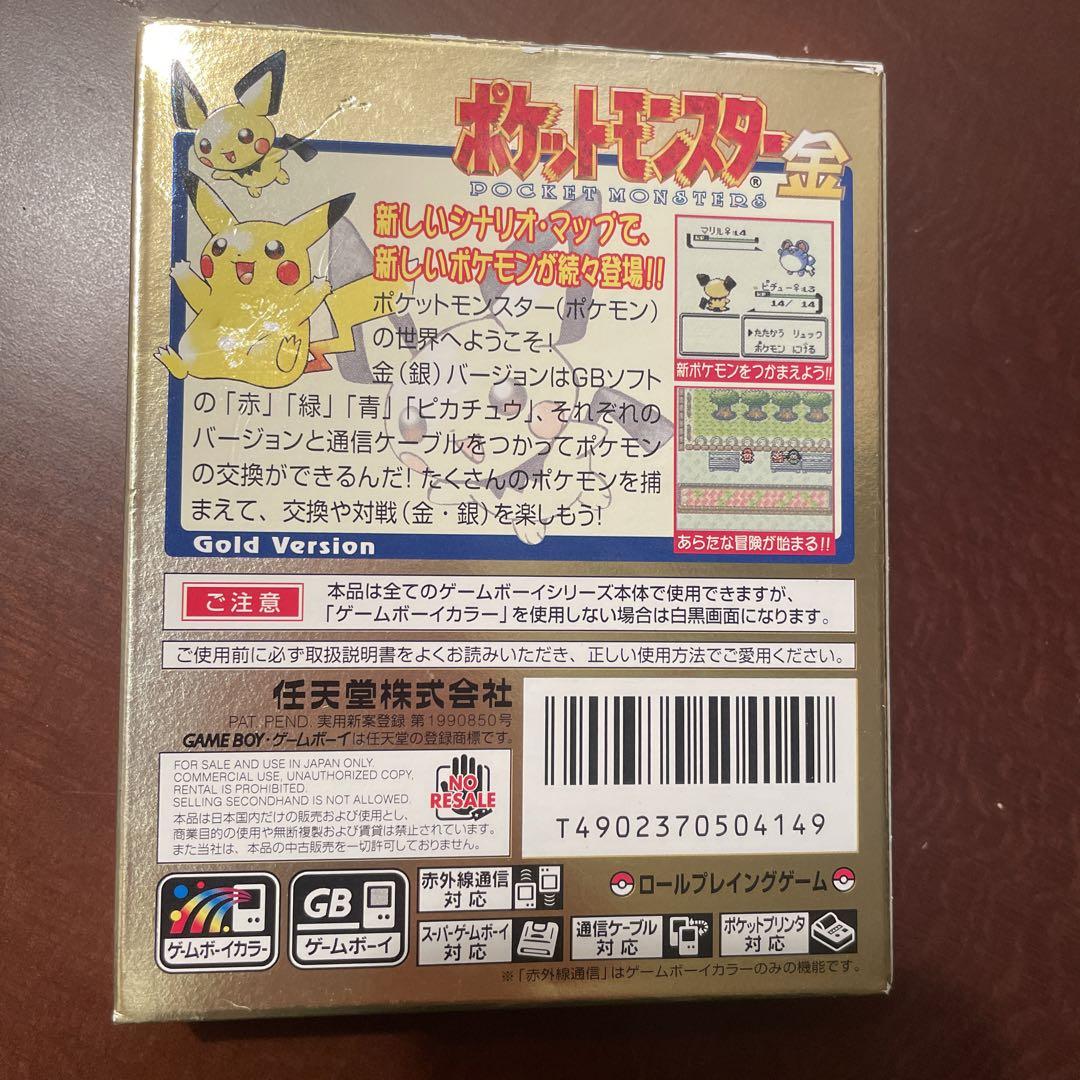 ポケットモンスター金
POCKET MONSTERS®
新しいシナリオ・マップで、
新しいポケモンが続々登場!!
ポケットモンスター(ポケモン)
の世界へようこそ!
金(銀)バージョンはGBソフト
の「赤」「緑」「青」「ピカチュウ」、それぞれの
バージョンと通信ケーブルをつかってポケモン
の交換ができるんだ!たくさんのポケモンを捕
まえて、交換や対戦(金・銀)を楽しもう!
Gold Version
マリル♀:L4
HP
ピチュー♀:L3
HP
14/ 14
▶たたかう リュック
ポケモン にげる
新ポケモンをつかまえよう!!
あらたな冒険が始まる!!
ご注意
本品は全てのゲームボーイシリーズ本体で使用できますが、
「ゲームボーイカラー」を使用しない場合は白黒画面になります。
ご使用前に必ず取扱説明書をよくお読みいただき、正しい使用方法でご愛用ください。
任天堂株式会社
PAT. PEND. 実用新案登録 第1990850号
GAME BOY・ゲームボーイは任天堂の登録商標です。
FOR SALE AND USE IN JAPAN ONLY.
COMMERCIAL USE, UNAUTHORIZED COPY,
RENTAL IS PROHIBITED.
SELLING SECONDHAND IS NOT ALLOWED.
本品は日本国内だけの販売および使用とし、
商業目的の使用や無断複製および賃貸は禁止されています。
また当社は、本品の中古販売を一切許可しておりません。
NO
RESALE
T4902370504149
ゲームボーイカラー
GB
ゲームボーイ
赤外線通信
対応
スーパーゲームボーイ
対応
通信ケーブル
対応
ポケットプリンタ
対応
ロールプレイングゲーム
※「赤外線通信」はゲームボーイカラーのみの機能です。